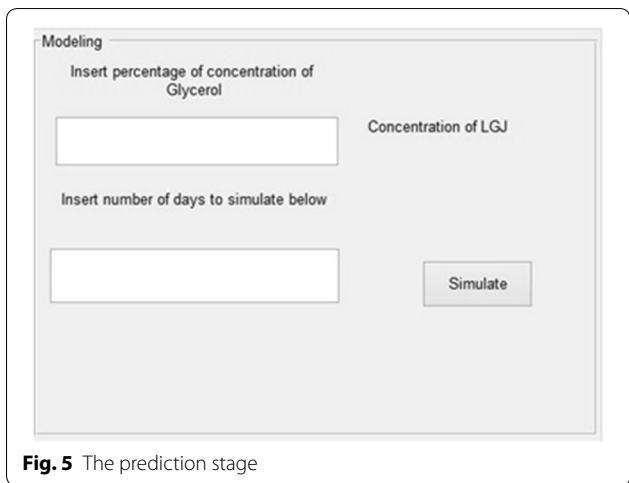 Modeling
Insert percentage of concentration of
Glycerol
Concentration of LGJ
Insert number of days to simulate below
Simulate
Fig. 5 The prediction stage